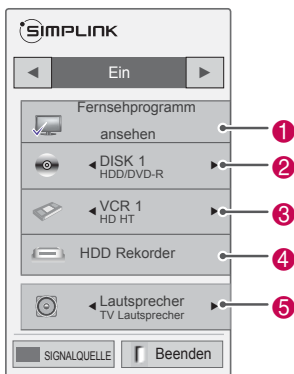 SIMPLINK
◄ Ein ►
Fernsehprogramm
ansehen
1
◄ DISK 1 ►
HDD/DVD-R
2
◄ VCR 1 ►
HD HT
3
HDD Rekorder
4
◄ Lautsprecher ►
TV Lautsprecher
5
SIGNALQUELLE
Beenden